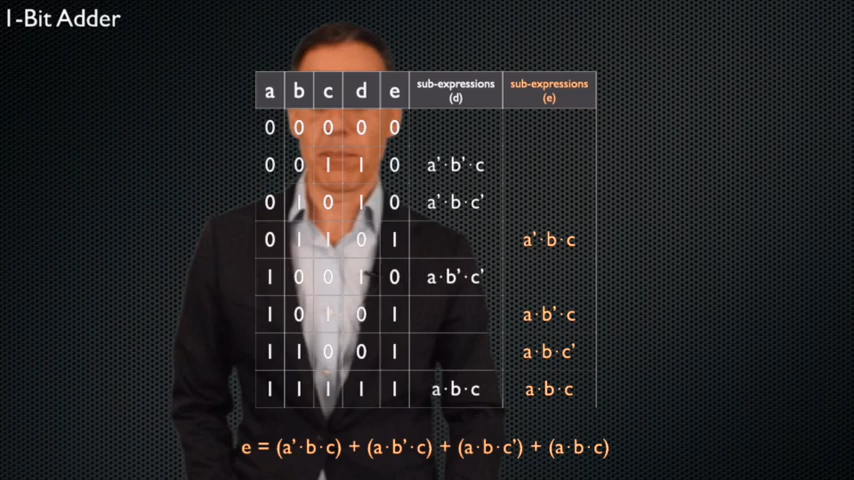 1-Bit Adder
a b c d e sub-expressions (d) sub-expressions (e)
0 0 0 0 0
0 0 1 1 0 a'·b'·c
0 1 0 1 0 a'·b·c'
0 1 1 0 1 a'·b·c
1 0 0 1 0 a·b'·c'
1 0 1 0 1 a·b'·c
1 1 0 0 1 a·b·c'
1 1 1 1 1 a·b·c a·b·c
e = (a'·b·c) + (a·b'·c) + (a·b·c') + (a·b·c)